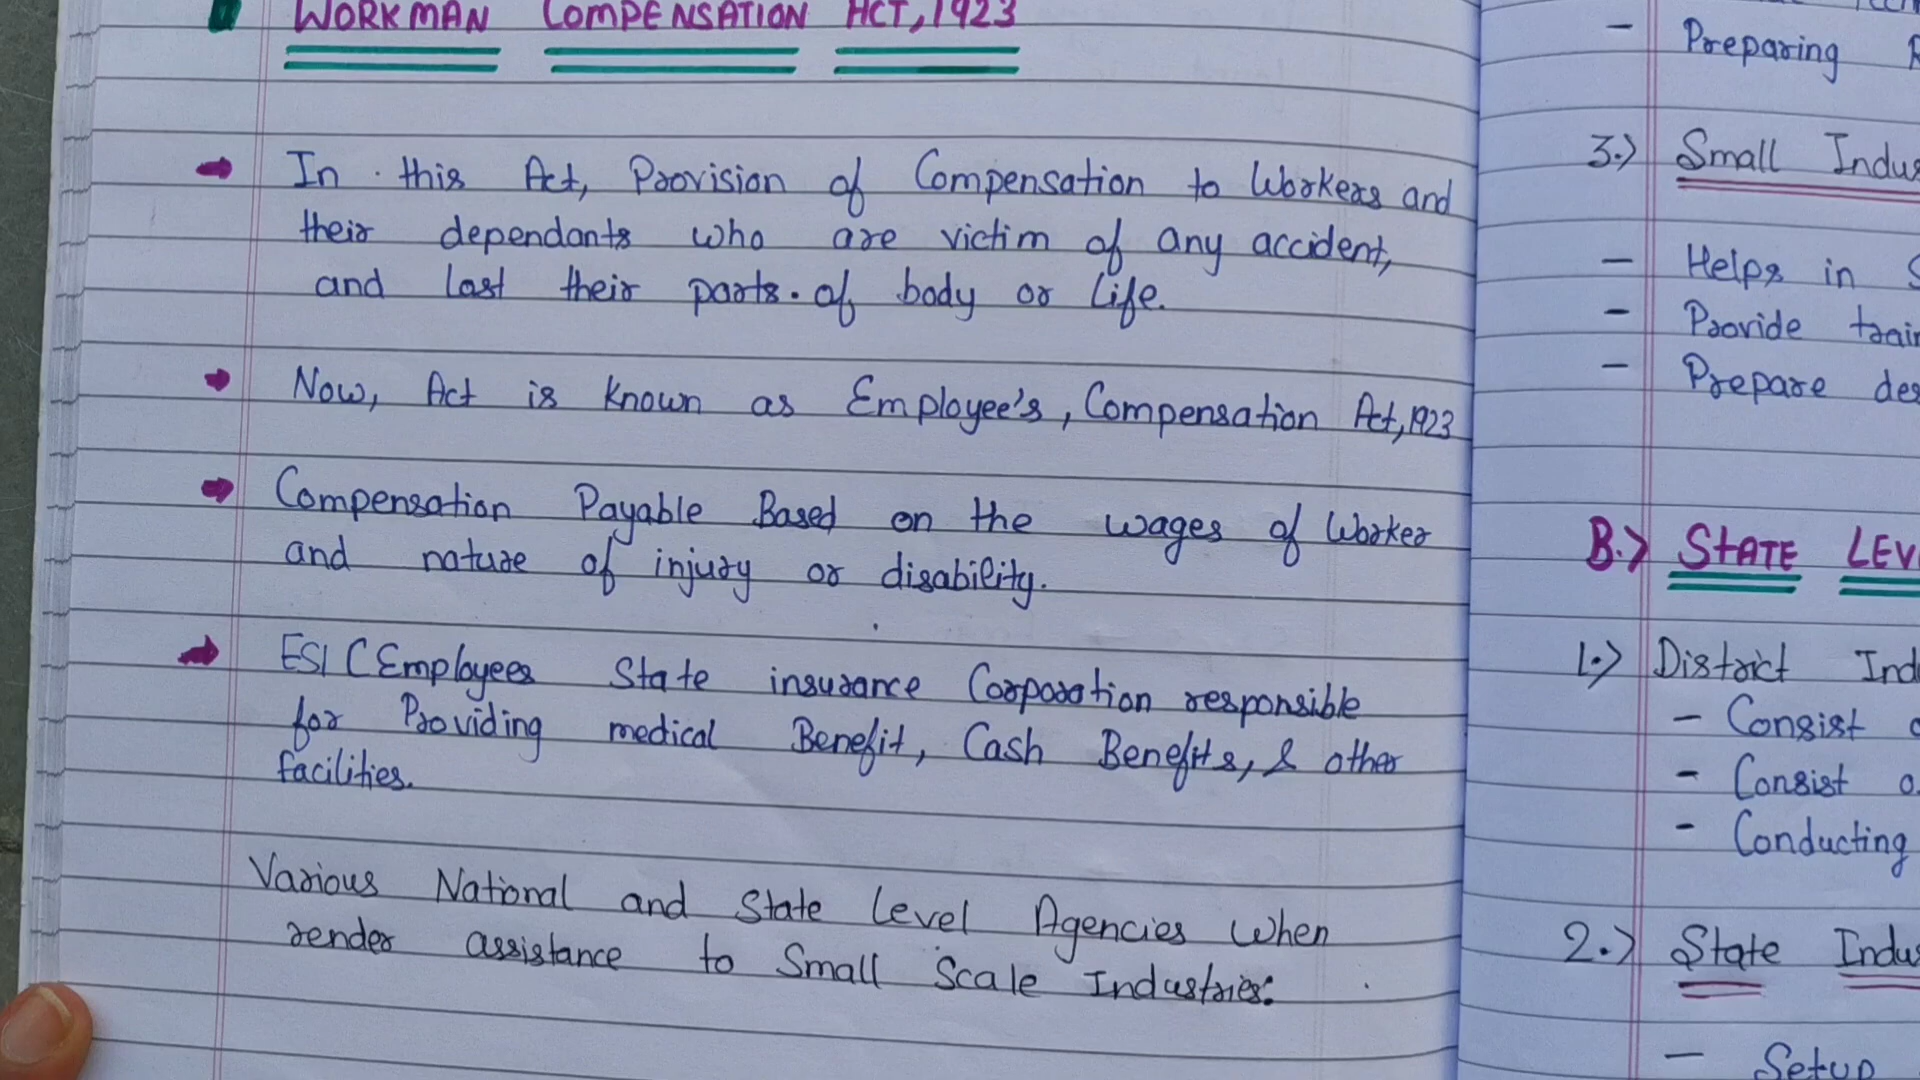 WORKMAN COMPENSATION ACT, 1923
In this Act, Provision of Compensation to Workers and
their dependants who are victim of any accident,
and last their parts of body or life.
Now, Act is known as Employee's, Compensation Act, 1923
Compensation Payable Based on the wages of Worker
and nature of injury or disability.
ESI C Employees State insurance Corporation responsible
for Providing medical Benefit, Cash Benefits, & other
facilities.
Various National and State Level Agencies When
render assistance to Small Scale Industries:
- Preparing
3.) Small
- Helps in
- Provide
- Prepare
B.) STATE
1.) District
- Consist
- Consist
- Conducting
2.) State
- Setup